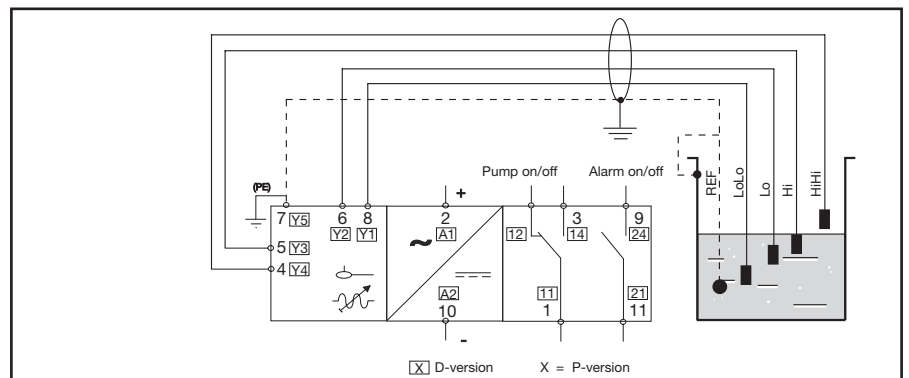 Pump on/off Alarm on/off
REF
LoLo
Lo
Hi
HiHi
(PE)
+
7 Y5 6 8 2 3 9
Y2 Y1 A1 12 14 24
5 Y3
4 Y4
A2 11 21
10 1 11
-
X D-version X = P-version